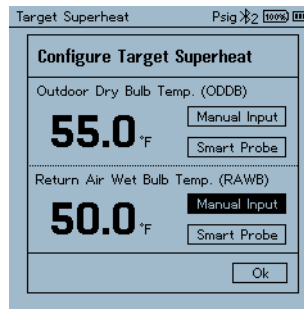 Target Superheat Psig 2 100%
Configure Target Superheat
Outdoor Dry Bulb Temp. (ODDB)
55.0 °F
Manual Input
Smart Probe
Return Air Wet Bulb Temp. (RAWB)
50.0 °F
Manual Input
Smart Probe
Ok